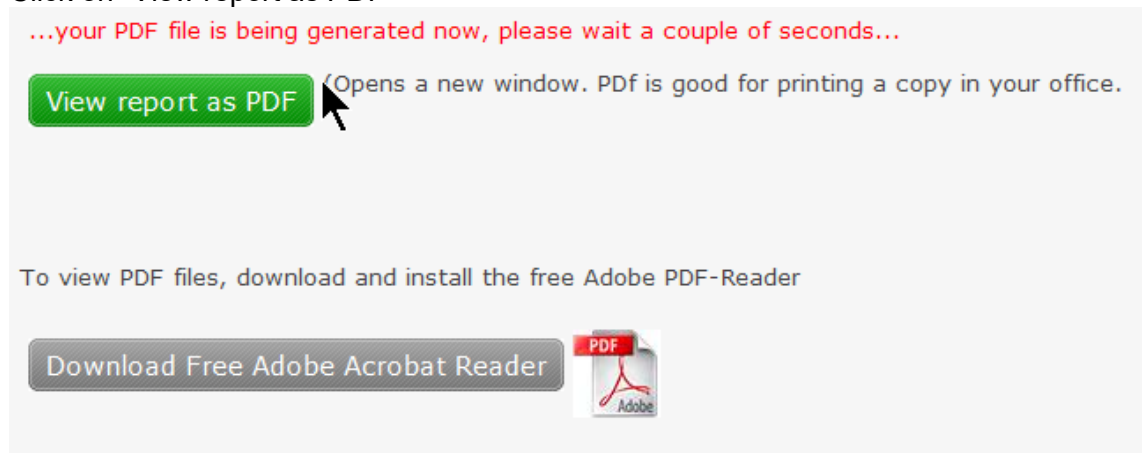 ...your PDF file is being generated now, please wait a couple of seconds...
View report as PDF (Opens a new window. PDf is good for printing a copy in your office.
To view PDF files, download and install the free Adobe PDF-Reader
Download Free Adobe Acrobat Reader
PDF
Adobe